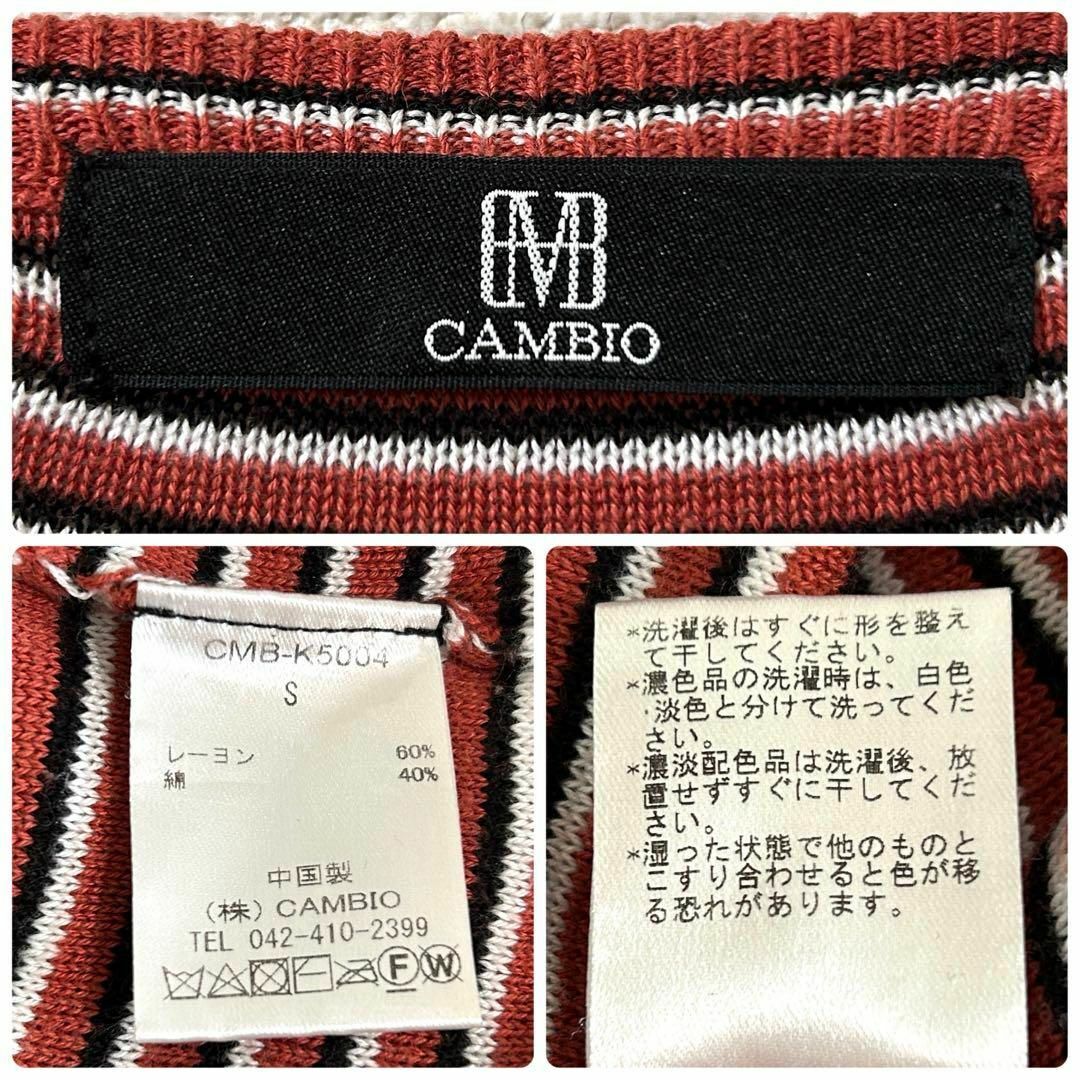 CMB
CAMBIO
CMB-K5004
S
レーヨン 60%
綿 40%
中国製
(株) CAMBIO
TEL 042-410-2399
F W
*洗濯後はすぐに形を整え
て干してください。
*濃色品の洗濯時は、白色
・淡色と分けて洗ってくだ
さい。
*濃淡配色品は洗濯後、放
置せずすぐに干してくだ
さい。
*湿った状態で他のものと
こすり合わせると色が移
る恐れがあります。